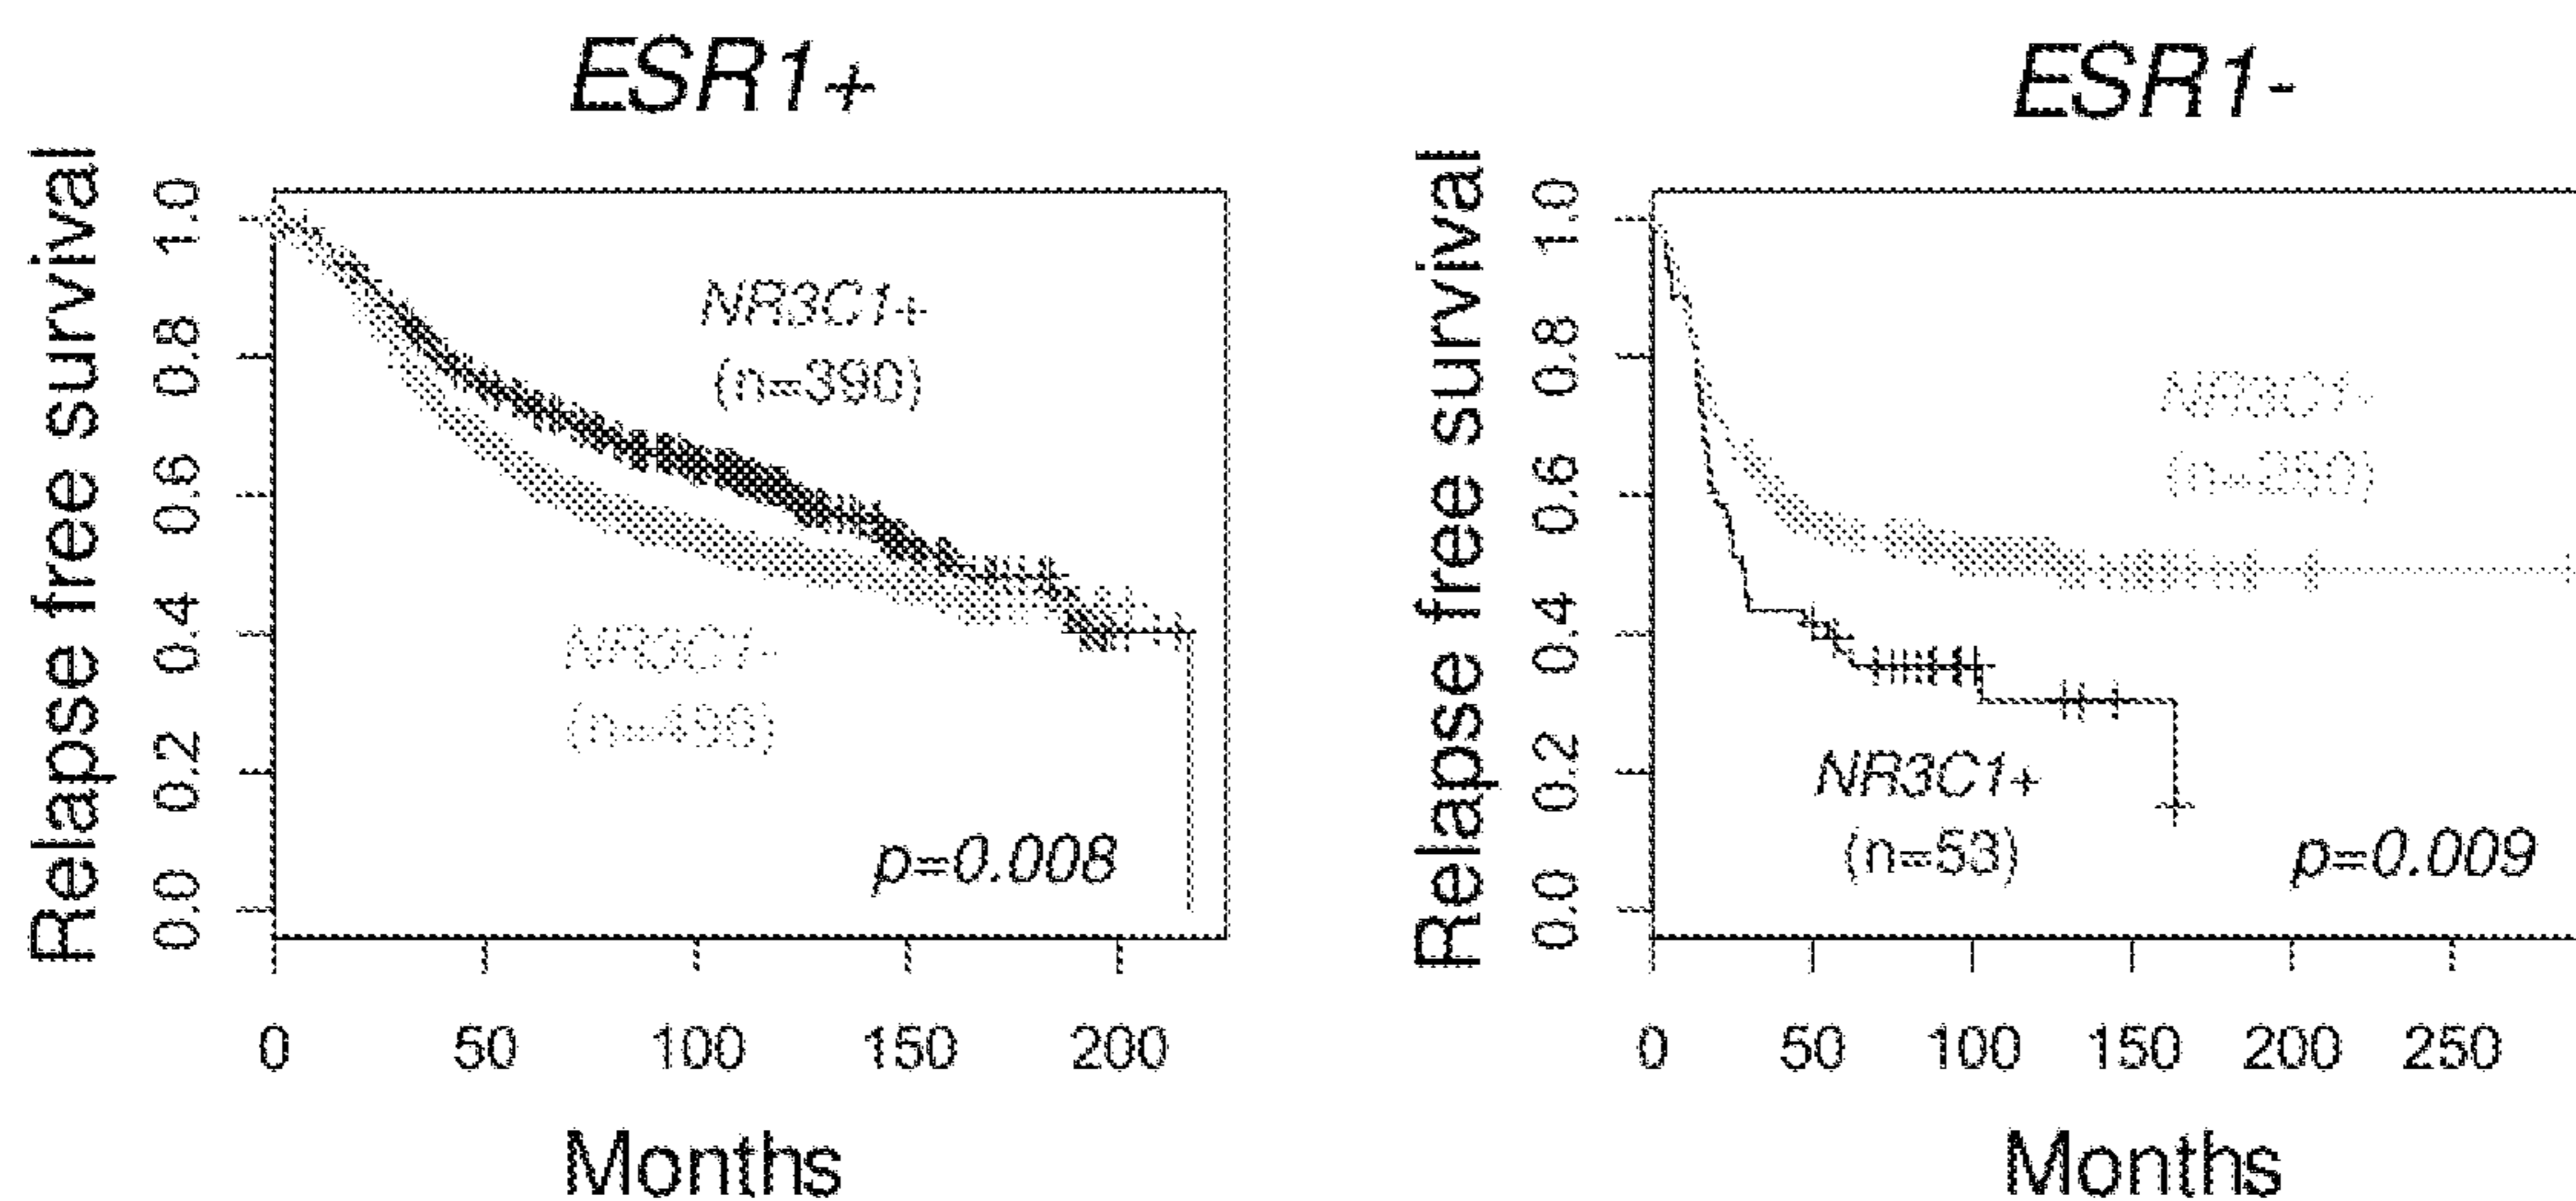 ESR1+
Relapse free survival
1.0
0.8
0.6
0.4
0.2
0.0
NR3C1+
(n=390)
NR3C1-
p=0.008
0 50 100 150 200
Months
ESR1-
Relapse free survival
1.0
0.8
0.6
0.4
0.2
0.0
NR3C1-
NR3C1+
(n=53)
p=0.009
0 50 100 150 200 250
Months